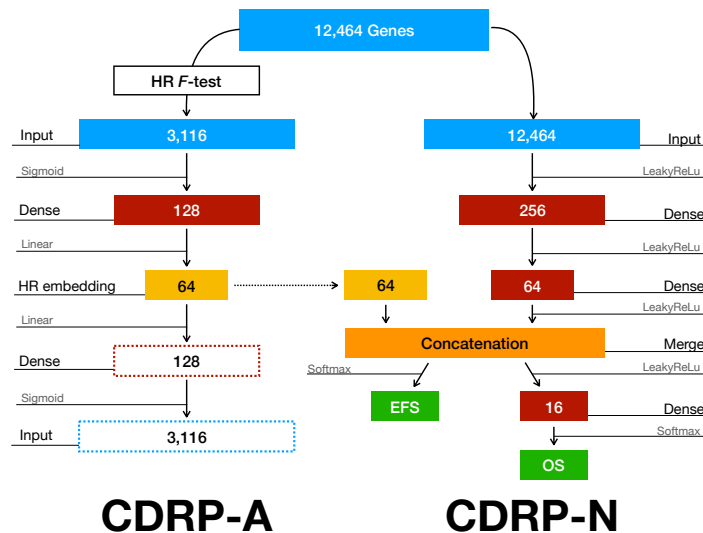 12,464 Genes
HR F-test
Input
3,116
12,464
Input
Sigmoid
LeakyReLu
Dense
128
256
Dense
Linear
LeakyReLu
HR embedding
64
64
64
Dense
Linear
LeakyReLu
Dense
128
Concatenation
Merge
Softmax
LeakyReLu
Sigmoid
EFS
16
Dense
Input
3,116
Softmax
OS
CDRP-A
CDRP-N